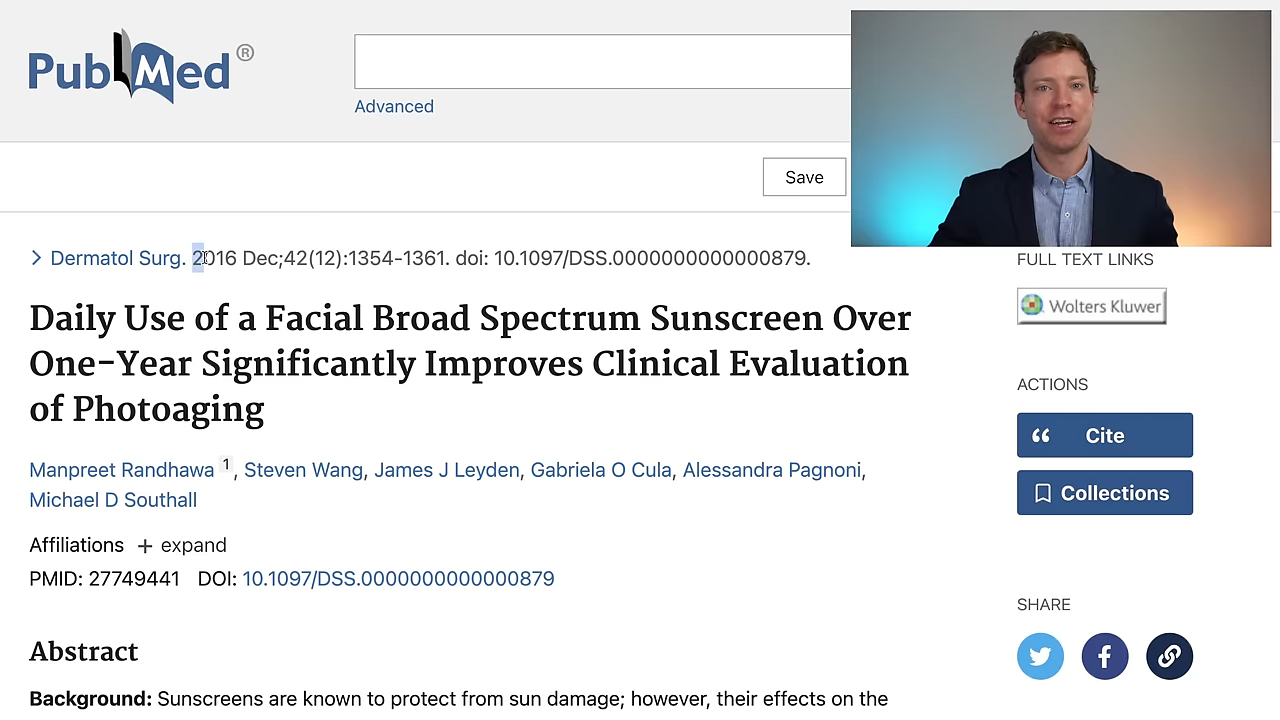 PubMed®
Advanced
Save
Dermatol Surg. 2016 Dec;42(12):1354-1361. doi: 10.1097/DSS.0000000000000879.
Daily Use of a Facial Broad Spectrum Sunscreen Over
One-Year Significantly Improves Clinical Evaluation
of Photoaging
Manpreet Randhawa 1, Steven Wang, James J Leyden, Gabriela O Cula, Alessandra Pagnoni,
Michael D Southall
Affiliations + expand
PMID: 27749441 DOI: 10.1097/DSS.0000000000000879
Abstract
Background: Sunscreens are known to protect from sun damage; however, their effects on the
FULL TEXT LINKS
Wolters Kluwer
ACTIONS
Cite
Collections
SHARE